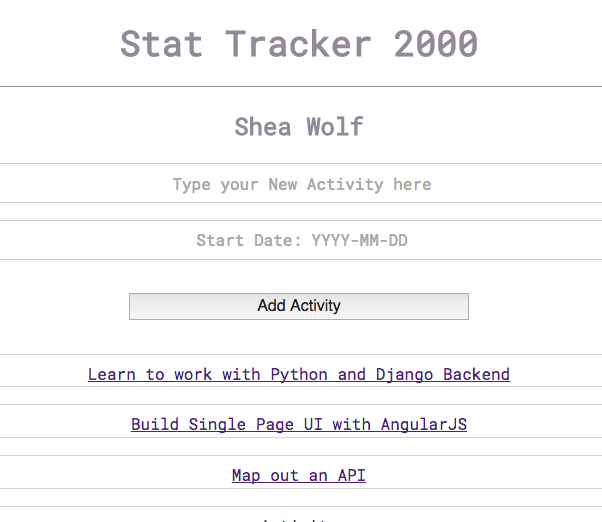 Stat Tracker 2000
Shea Wolf
Type your New Activity here
Start Date: YYYY-MM-DD
Add Activity
Learn to work with Python and Django Backend
Build Single Page UI with AngularJS
Map out an API